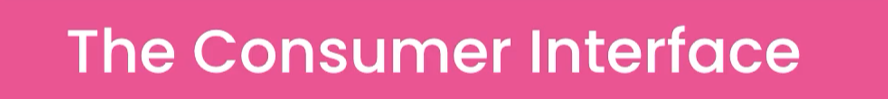 The Consumer Interface